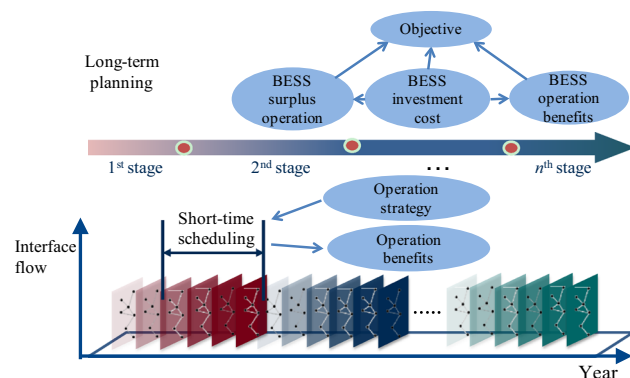 Objective
Long-term
planning
BESS
surplus
operation
BESS
investment
cost
BESS
operation
benefits
1st stage
2nd stage
...
nth stage
Operation
strategy
Short-time
scheduling
Operation
benefits
Interface
flow
......
Year